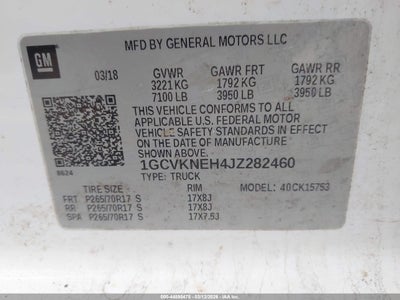 MFD BY GENERAL MOTORS LLC
GM
03/18 GVWR GAWR FRT GAWR RR
3221 KG 1792 KG 1792 KG
7100 LB 3950 LB 3950 LB
THIS VEHICLE CONFORMS TO ALL
APPLICABLE U.S. FEDERAL MOTOR
VEHICLE SAFETY STANDARDS IN EFFECT
ON THE DATE OF MANUFACTURE
SHOWN ABOVE.
1GCVKNEH4JZ282460
8624 TYPE: TRUCK
TIRE SIZE RIM MODEL: 40CK15753
FRT P265/70R17 S 17X8J
RR P265/70R17 S 17X8J
SPA P265/70R17 S 17X7.5J